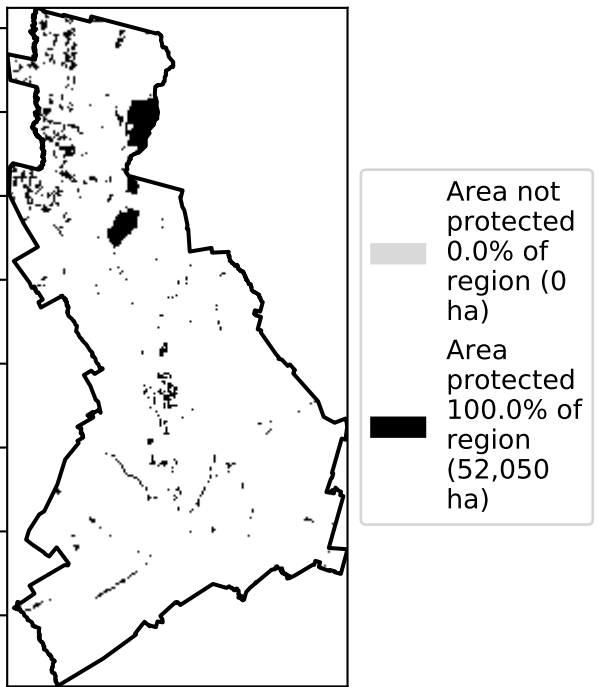 Area not
protected
0.0% of
region (0
ha)
Area
protected
100.0% of
region
(52,050
ha)